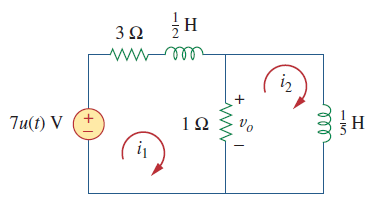 3 Ω
1/2 H
7u(t) V
+
−
i₁
1 Ω
+
vₒ
−
i₂
1/5 H